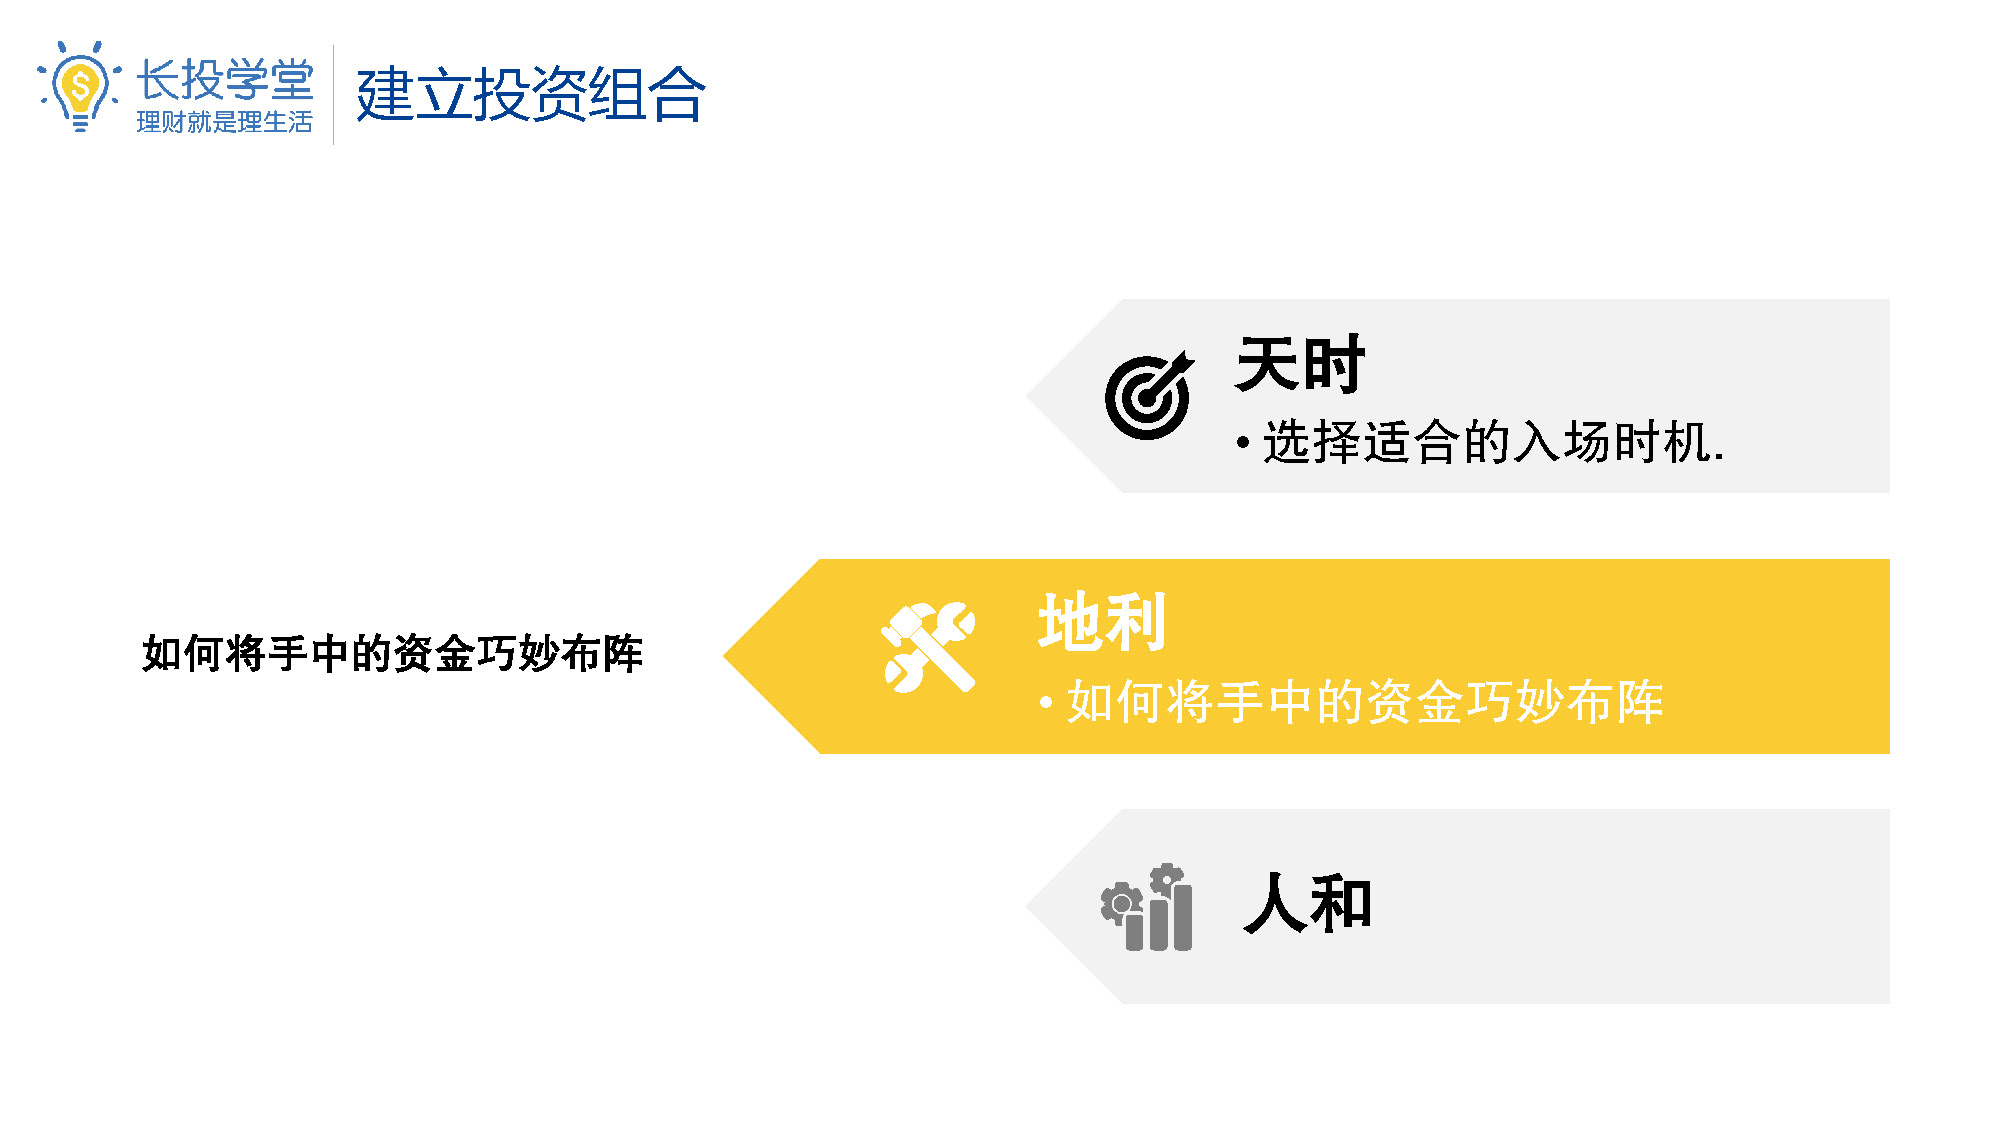 长投学堂
理财就是理生活
建立投资组合
天时
• 选择适合的入场时机.
如何将手中的资金巧妙布阵
地利
• 如何将手中的资金巧妙布阵
人和